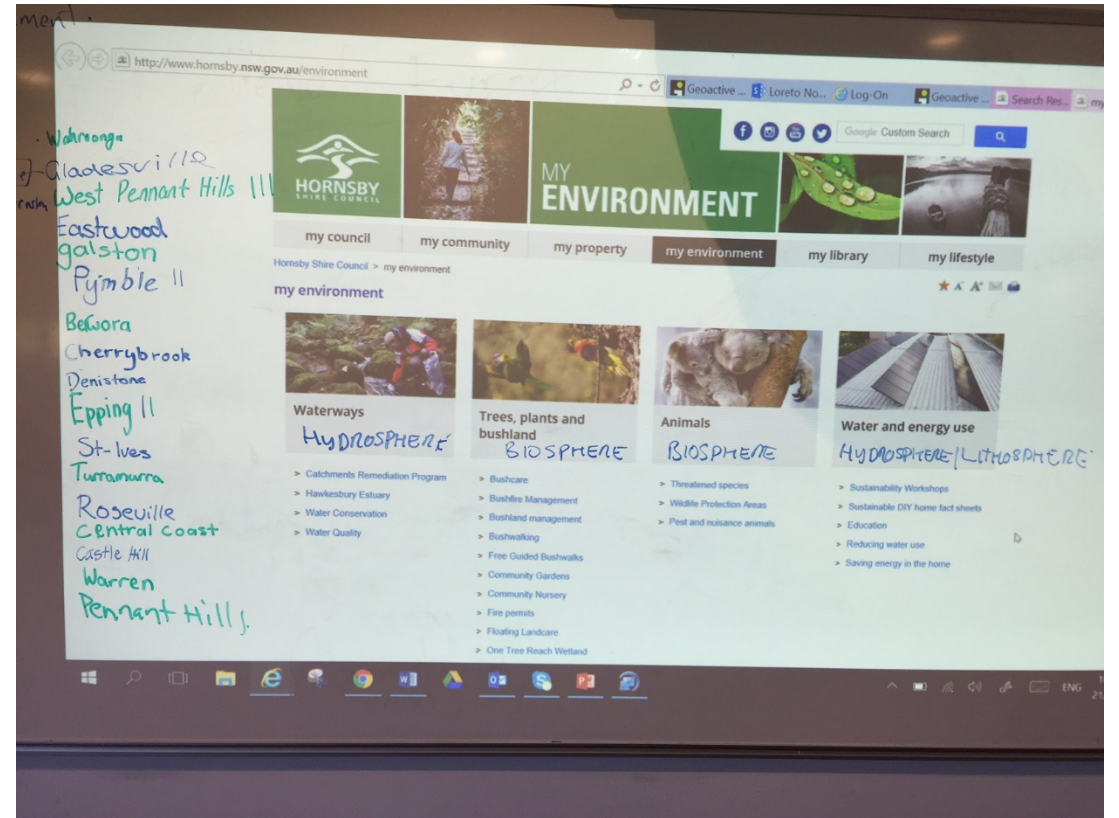 ment.
http://www.hornsby.nsw.gov.au/environment
Geoactive ...
Loreto No...
Log-On
Geoactive ...
Search Res...
my
Wahroonga
Gladesville
West Pennant Hills III
Eastwood
galston
Pymble II
Berwora
Cherrybrook
Denistone
Epping II
St-Ives
Turramurra
Roseville
Central Coast
Castle Hill
Warren
Pennant Hills.
HORNSBY
SHIRE COUNCIL
MY
ENVIRONMENT
Google Custom Search
my council
my community
my property
my environment
my library
my lifestyle
Hornsby Shire Council > my environment
my environment
Waterways
HYDROSPHERE
> Catchments Remediation Program
> Hawkesbury Estuary
> Water Conservation
> Water Quality
Trees, plants and
bushland
BIOSPHERE
> Bushcare
> Bushfire Management
> Bushland management
> Bushwalking
> Free Guided Bushwalks
> Community Gardens
> Community Nursery
> Fire permits
> Floating Landcare
> One Tree Reach Wetland
Animals
BIOSPHERE
> Threatened species
> Wildlife Protection Areas
> Pest and nuisance animals
Water and energy use
HYDROSPHERE/LITHOSPHERE
> Sustainability Workshops
> Sustainable DIY home fact sheets
> Education
> Reducing water use
> Saving energy in the home
ENG